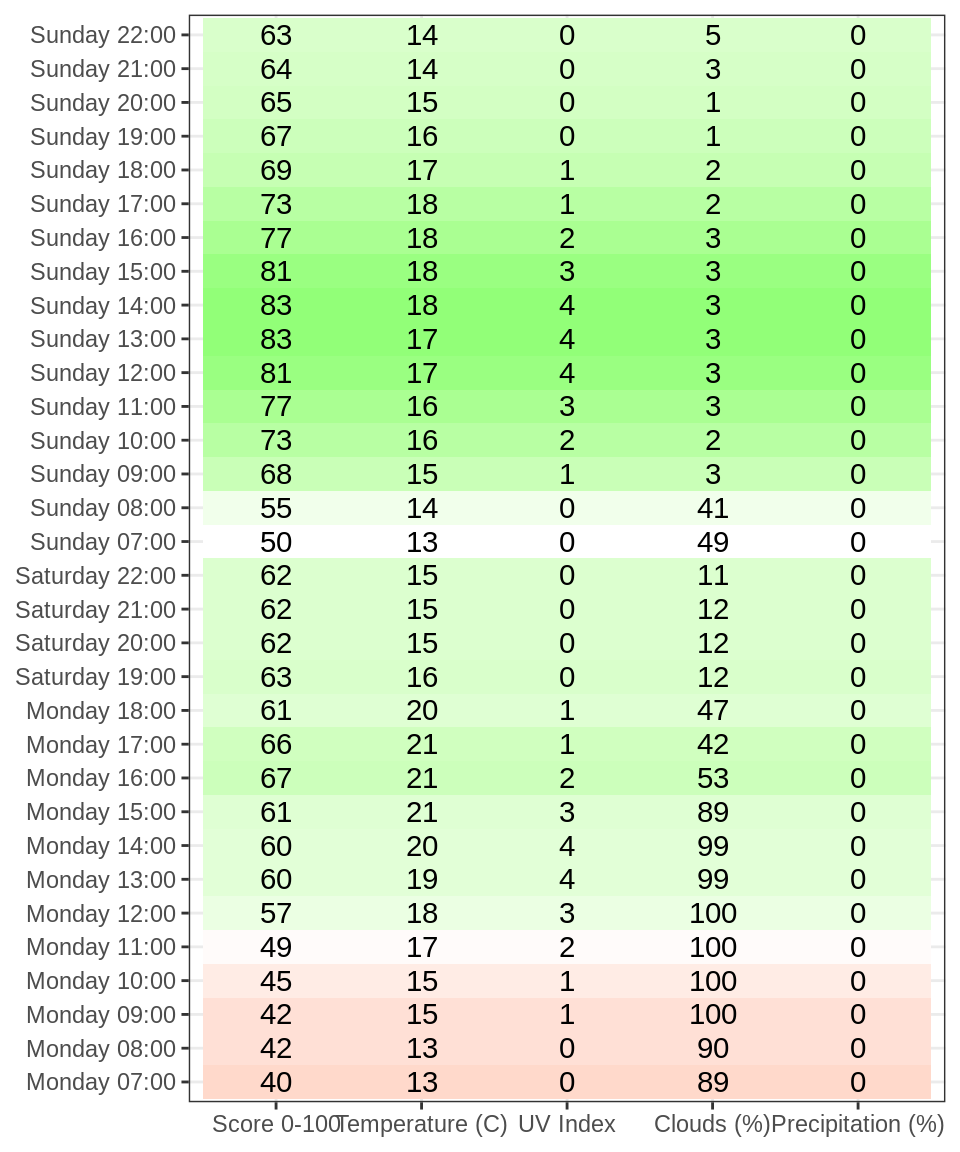 Sunday 22:00 63 14 0 5 0
Sunday 21:00 64 14 0 3 0
Sunday 20:00 65 15 0 1 0
Sunday 19:00 67 16 0 1 0
Sunday 18:00 69 17 1 2 0
Sunday 17:00 73 18 1 2 0
Sunday 16:00 77 18 2 3 0
Sunday 15:00 81 18 3 3 0
Sunday 14:00 83 18 4 3 0
Sunday 13:00 83 17 4 3 0
Sunday 12:00 81 17 4 3 0
Sunday 11:00 77 16 3 3 0
Sunday 10:00 73 16 2 2 0
Sunday 09:00 68 15 1 3 0
Sunday 08:00 55 14 0 41 0
Sunday 07:00 50 13 0 49 0
Saturday 22:00 62 15 0 11 0
Saturday 21:00 62 15 0 12 0
Saturday 20:00 62 15 0 12 0
Saturday 19:00 63 16 0 12 0
Monday 18:00 61 20 1 47 0
Monday 17:00 66 21 1 42 0
Monday 16:00 67 21 2 53 0
Monday 15:00 61 21 3 89 0
Monday 14:00 60 20 4 99 0
Monday 13:00 60 19 4 99 0
Monday 12:00 57 18 3 100 0
Monday 11:00 49 17 2 100 0
Monday 10:00 45 15 1 100 0
Monday 09:00 42 15 1 100 0
Monday 08:00 42 13 0 90 0
Monday 07:00 40 13 0 89 0
Score 0-100 Temperature (C) UV Index Clouds (%) Precipitation (%)